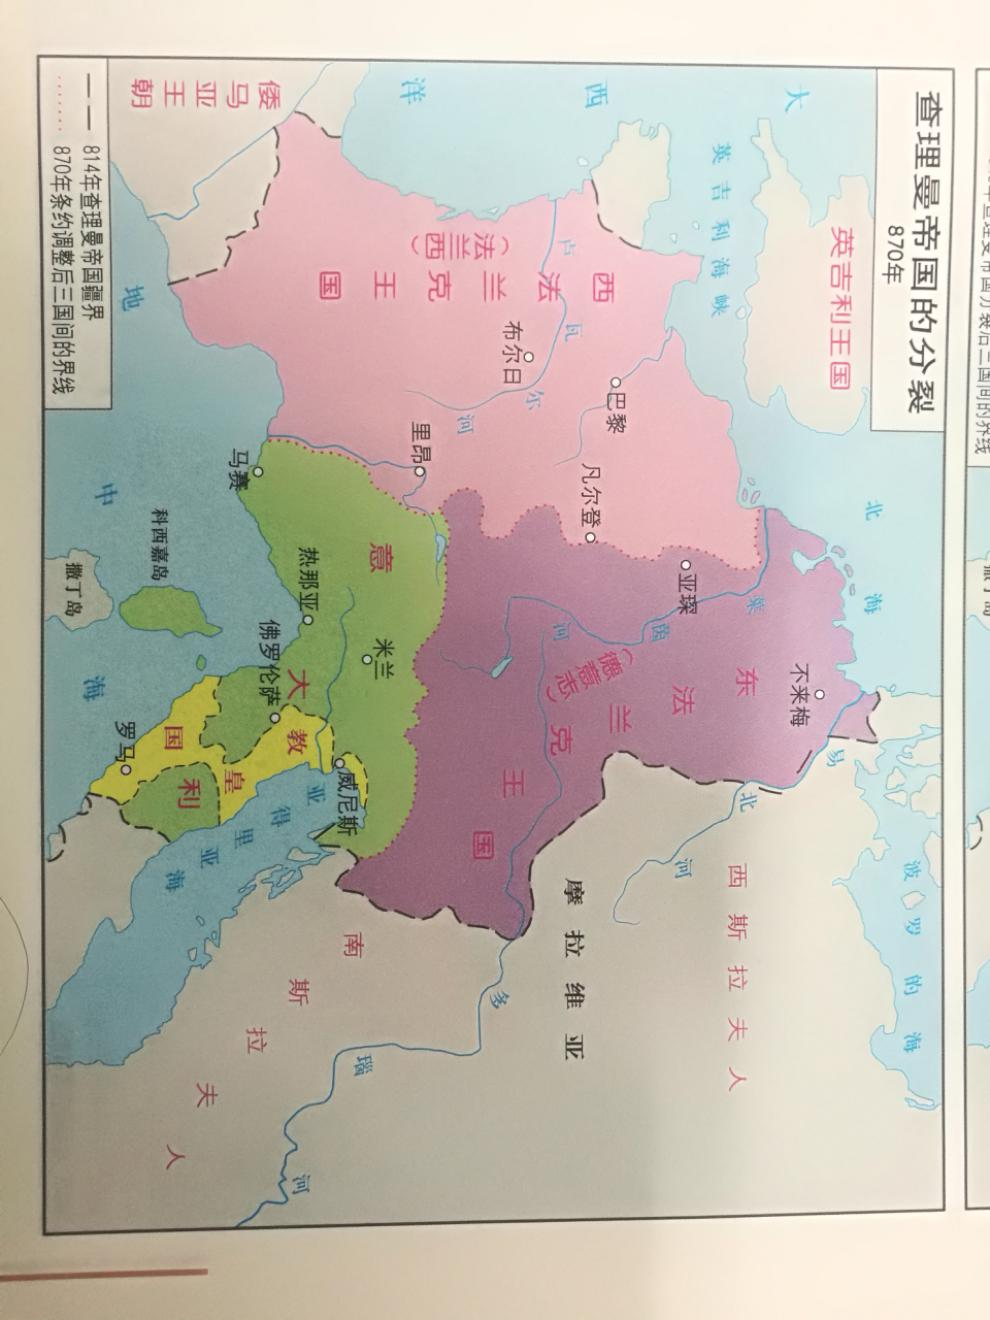 查理曼帝国的分裂
870年
大西洋
英吉利海峡
英吉利王国
北海
波罗的海
易北河
不来梅
西斯拉夫人
摩拉维亚
东法兰克王国
(德意志)
莱茵河
亚琛
凡尔登
巴黎
西法兰克王国
(法兰西)
卢瓦尔河
布尔日
里昂
马赛
意大利
米兰
热那亚
佛罗伦萨
威尼斯
教皇国
罗马
亚得里亚海
科西嘉岛
撒丁岛
地中海
南斯拉夫人
多瑙河
倭马亚王朝
814年查理曼帝国疆界
870年条约调整后三国间的界线